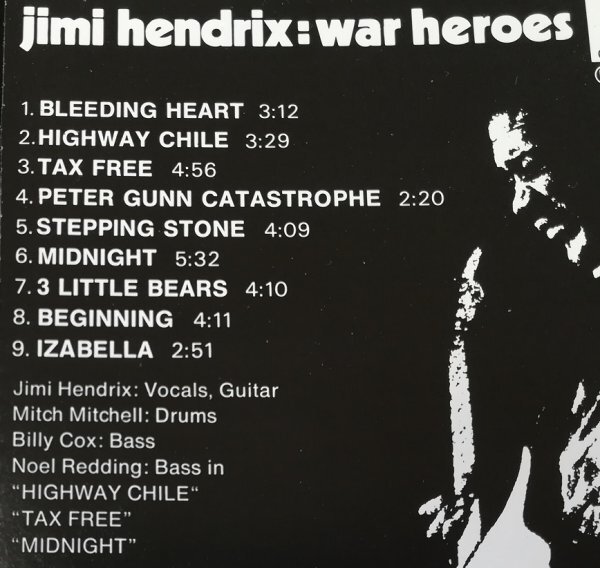 jimi hendrix: war heroes
1. BLEEDING HEART 3:12
2. HIGHWAY CHILE 3:29
3. TAX FREE 4:56
4. PETER GUNN CATASTROPHE 2:20
5. STEPPING STONE 4:09
6. MIDNIGHT 5:32
7. 3 LITTLE BEARS 4:10
8. BEGINNING 4:11
9. IZABELLA 2:51
Jimi Hendrix: Vocals, Guitar
Mitch Mitchell: Drums
Billy Cox: Bass
Noel Redding: Bass in
“HIGHWAY CHILE“
“TAX FREE”
“MIDNIGHT”